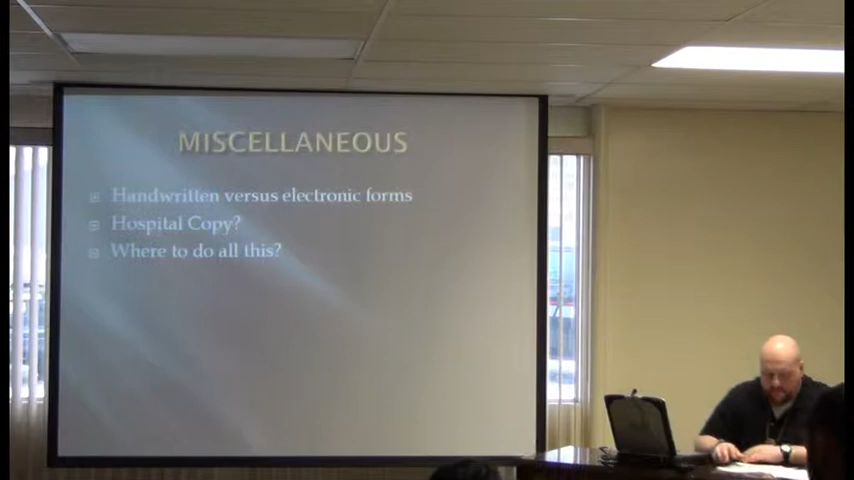 MISCELLANEOUS
Handwritten versus electronic forms
Hospital Copy?
Where to do all this?